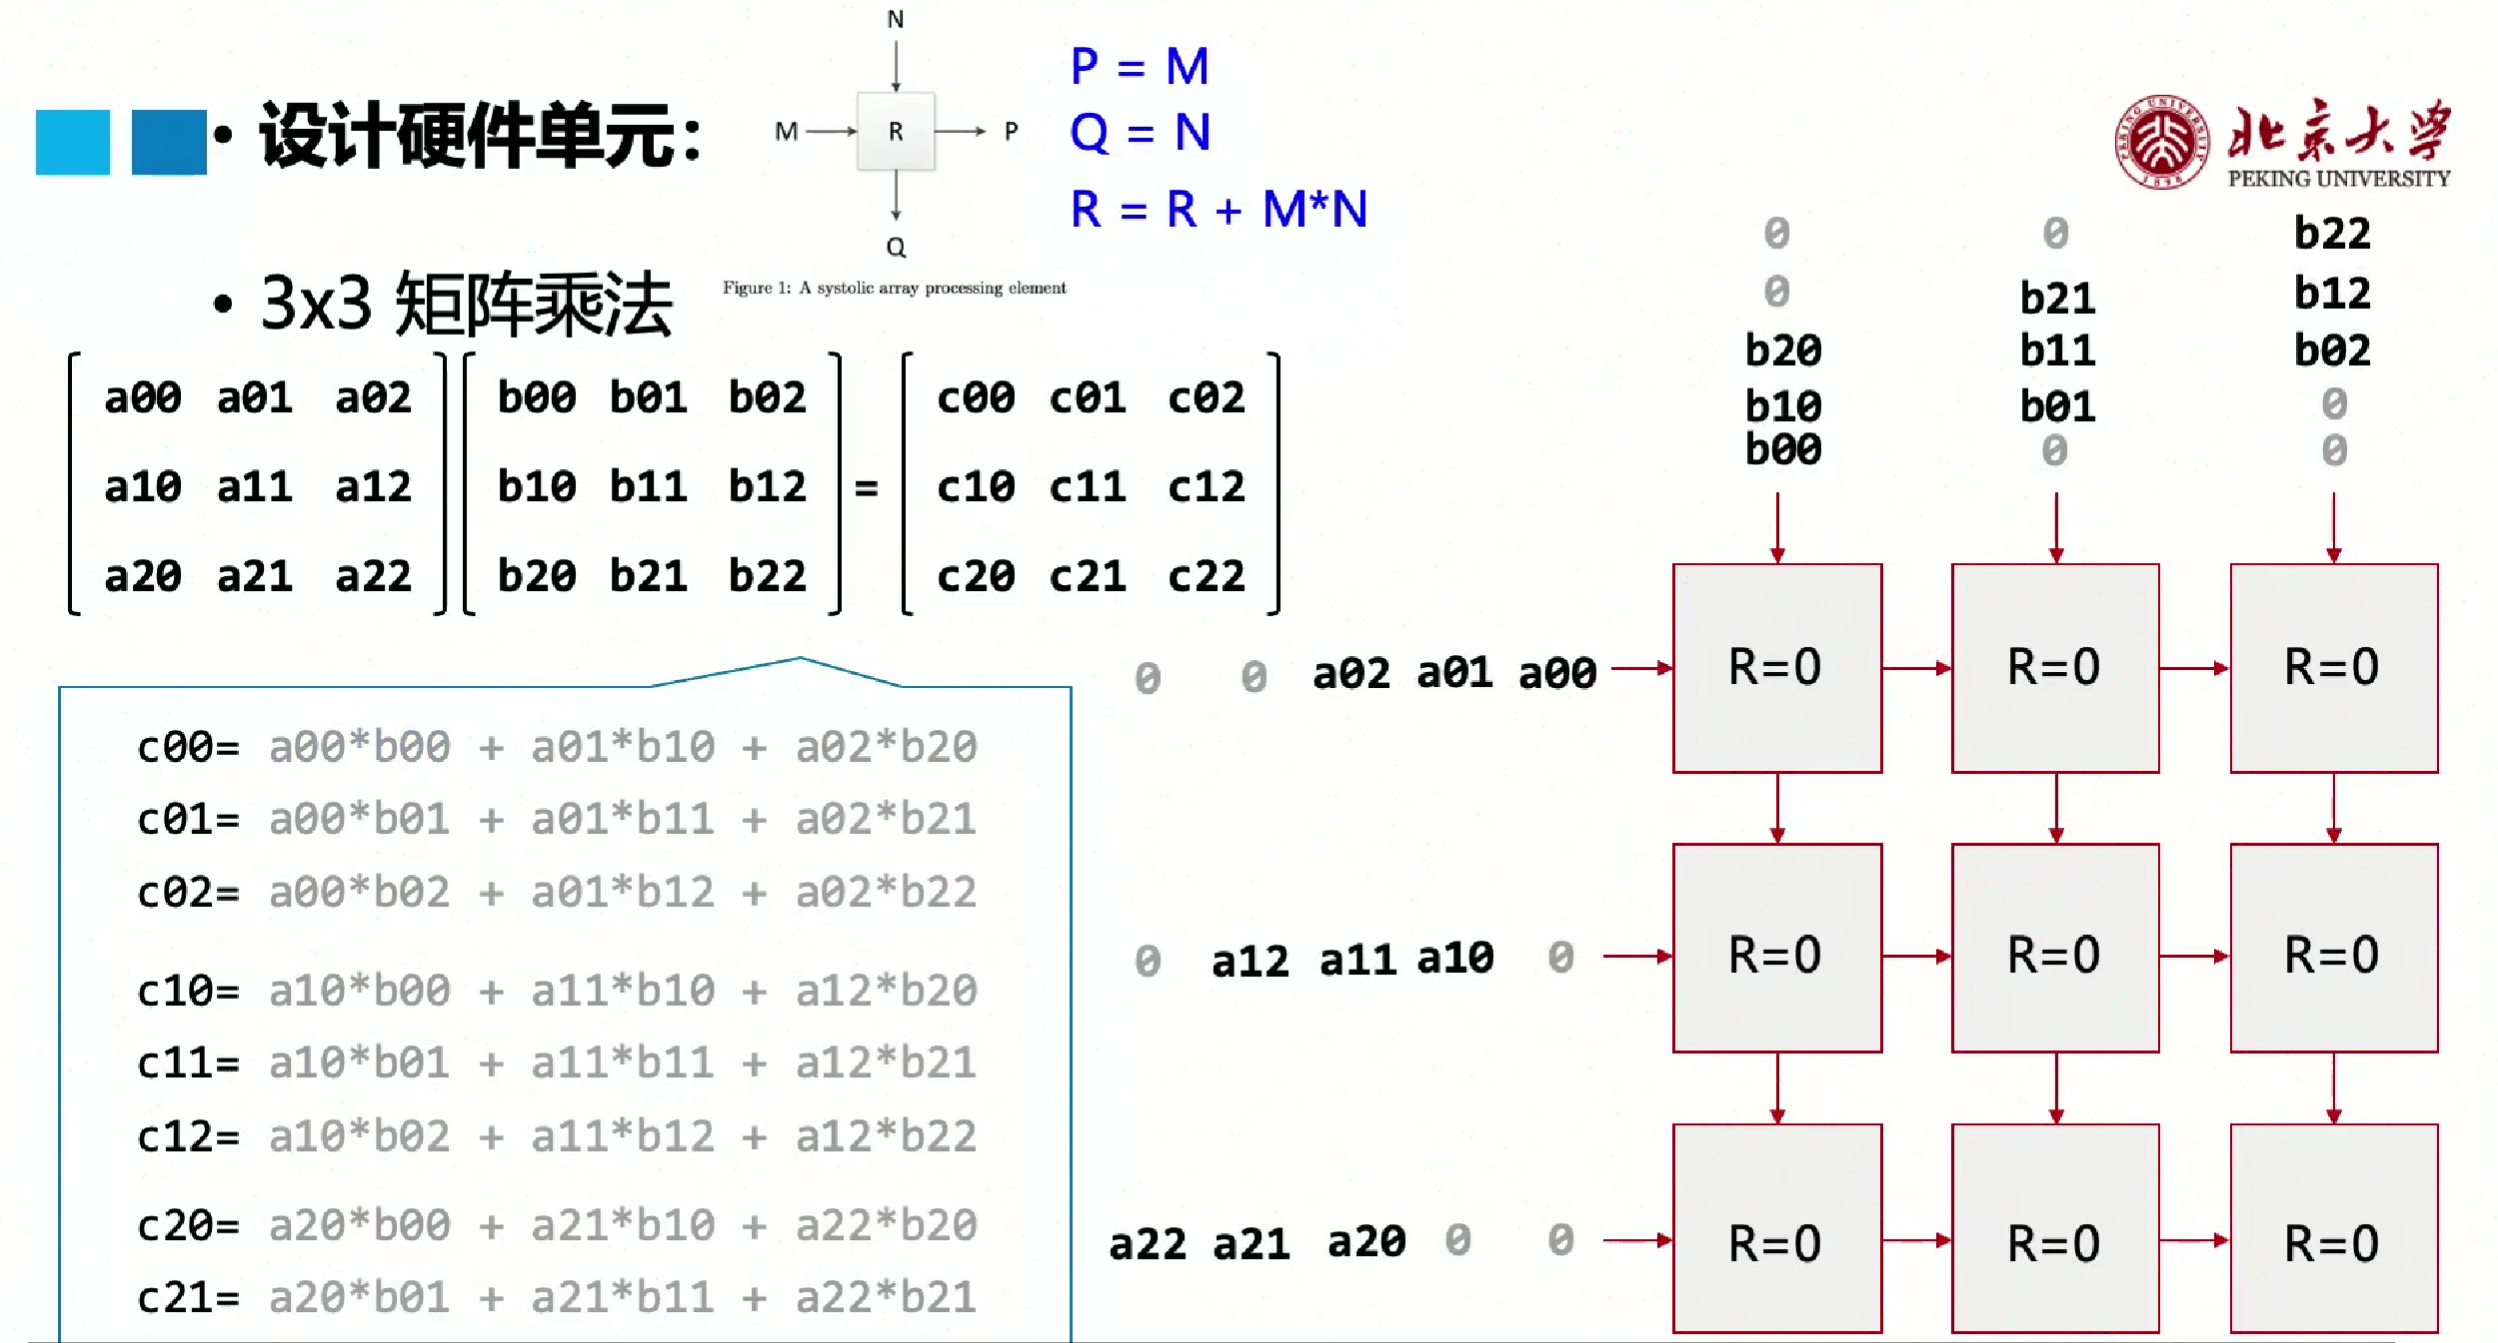 • 设计硬件单元：
N
M R P
Q
P = M
Q = N
R = R + M*N
Figure 1: A systolic array processing element
PEKING UNIVERSITY 1898
北京大学
PEKING UNIVERSITY
• 3x3 矩阵乘法
a00 a01 a02 b00 b01 b02 c00 c01 c02
a10 a11 a12 b10 b11 b12 = c10 c11 c12
a20 a21 a22 b20 b21 b22 c20 c21 c22
c00= a00*b00 + a01*b10 + a02*b20
c01= a00*b01 + a01*b11 + a02*b21
c02= a00*b02 + a01*b12 + a02*b22
c10= a10*b00 + a11*b10 + a12*b20
c11= a10*b01 + a11*b11 + a12*b21
c12= a10*b02 + a11*b12 + a12*b22
c20= a20*b00 + a21*b10 + a22*b20
c21= a20*b01 + a21*b11 + a22*b21
0 0 b22
0 b21 b12
b20 b11 b02
b10 b01 0
b00 0 0
0 0 a02 a01 a00 R=0 R=0 R=0
0 a12 a11 a10 0 R=0 R=0 R=0
a22 a21 a20 0 0 R=0 R=0 R=0